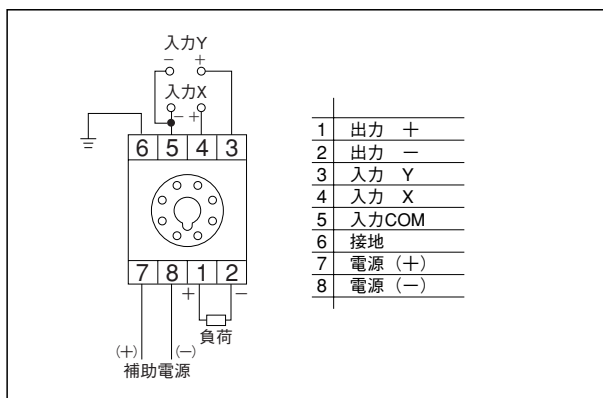 入力Y
− +
入力X
− +
6 5 4 3
7 8 1 2
+ −
負荷
(+) (−)
補助電源
1 出力 +
2 出力 −
3 入力 Y
4 入力 X
5 入力COM
6 接地
7 電源(+)
8 電源(−)